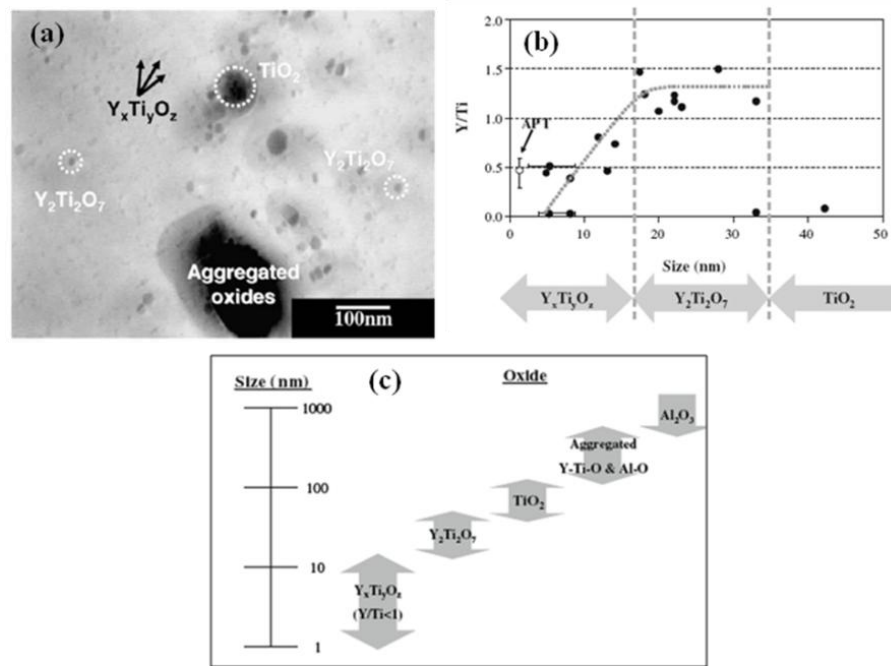 (a)
YxTiyOz
TiO2
Y2Ti2O7
Y2Ti2O7
Aggregated
oxides
100nm
(b)
Y/Ti
2.0
1.5
1.0
0.5
0.0
APT
0 10 20 30 40 50
Size (nm)
YxTiyOz Y2Ti2O7 TiO2
(c)
Size (nm) Oxide
1000
100
10
1
Al2O3
Aggregated
Y-Ti-O & Al-O
TiO2
Y2Ti2O7
YxTiyOz
(Y/Ti<1)